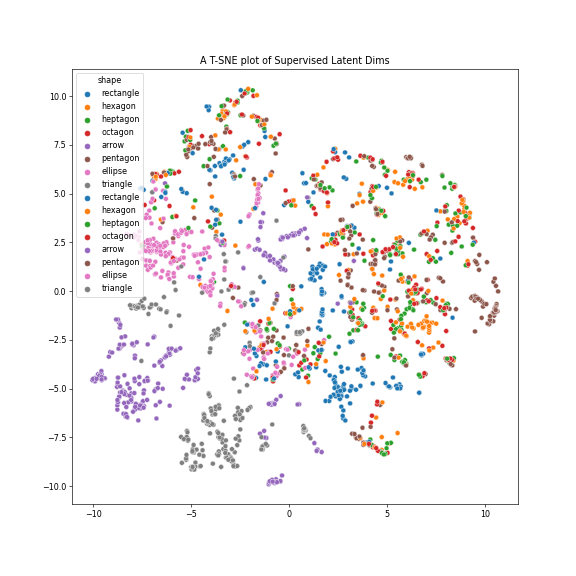 A T-SNE plot of Supervised Latent Dims
shape
rectangle
hexagon
heptagon
octagon
arrow
pentagon
ellipse
triangle
rectangle
hexagon
heptagon
octagon
arrow
pentagon
ellipse
triangle
10.0
7.5
5.0
2.5
0.0
−2.5
−5.0
−7.5
−10.0
−10 −5 0 5 10